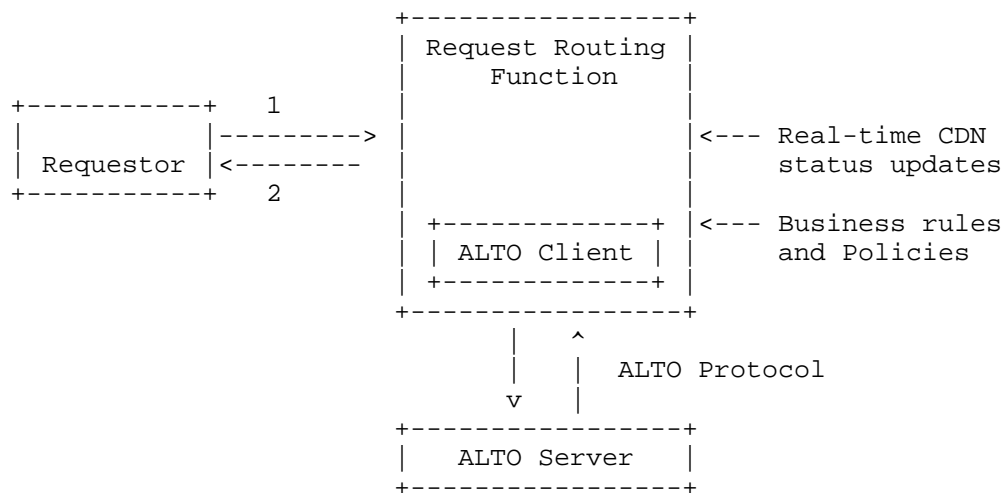 Request Routing
Function
1
Requestor
2
<--- Real-time CDN
status updates
<--- Business rules
and Policies
ALTO Client
ALTO Protocol
ALTO Server